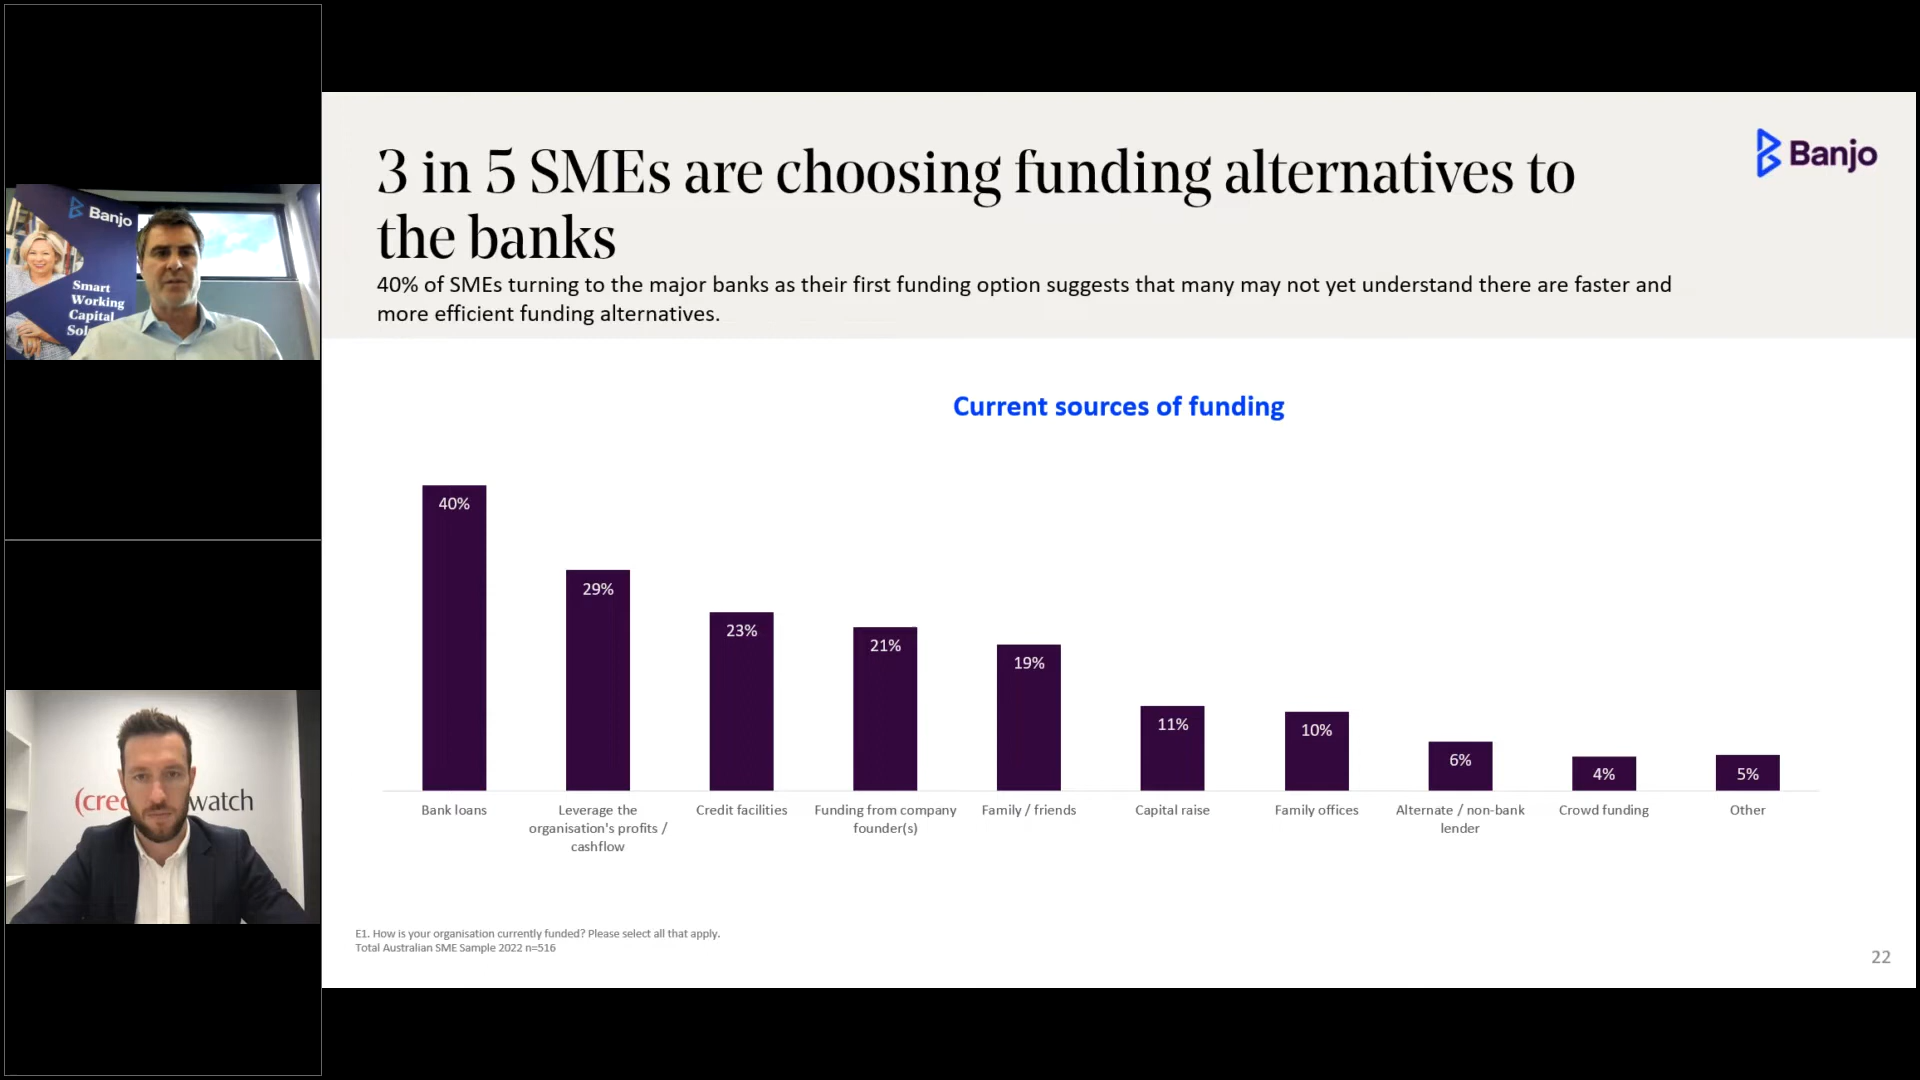 3 in 5 SMEs are choosing funding alternatives to
the banks
Banjo
40% of SMEs turning to the major banks as their first funding option suggests that many may not yet understand there are faster and
more efficient funding alternatives.
Current sources of funding
40%
29%
23%
21%
19%
11%
10%
6%
4%
5%
Bank loans
Leverage the
organisation's profits /
cashflow
Credit facilities
Funding from company
founder(s)
Family / friends
Capital raise
Family offices
Alternate / non-bank
lender
Crowd funding
Other
E1. How is your organisation currently funded? Please select all that apply.
Total Australian SME Sample 2022 n=516
22
Banjo
Smart
Working
Capital
Sol
(cre
watch